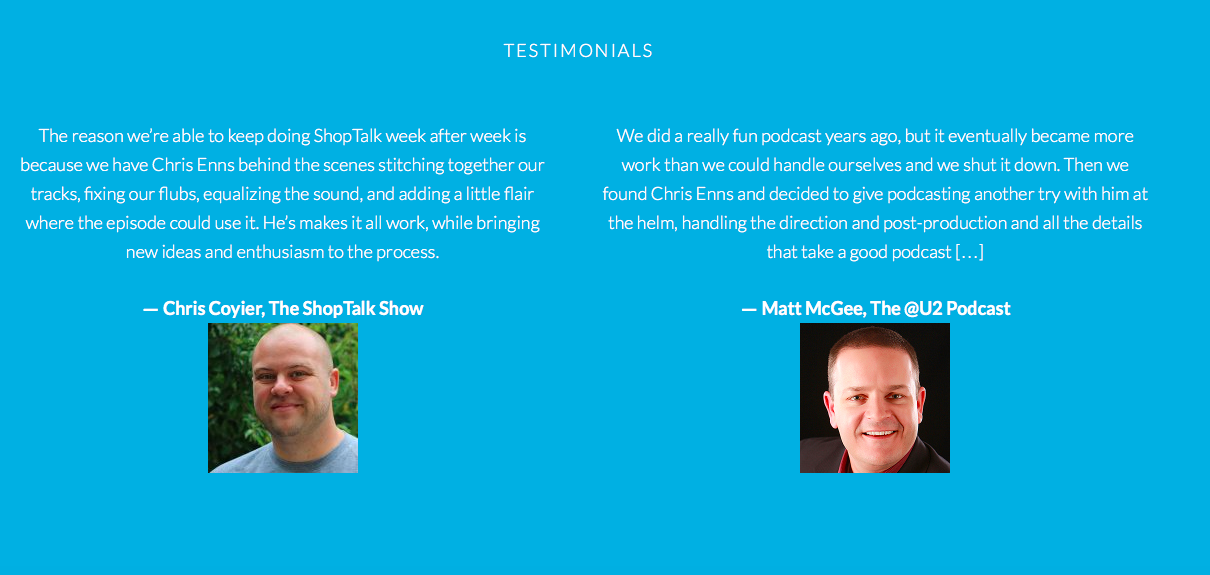 TESTIMONIALS
The reason we're able to keep doing ShopTalk week after week is
because we have Chris Enns behind the scenes stitching together our
tracks, fixing our flubs, equalizing the sound, and adding a little flair
where the episode could use it. He's makes it all work, while bringing
new ideas and enthusiasm to the process.
— Chris Coyier, The ShopTalk Show
We did a really fun podcast years ago, but it eventually became more
work than we could handle ourselves and we shut it down. Then we
found Chris Enns and decided to give podcasting another try with him at
the helm, handling the direction and post-production and all the details
that take a good podcast […]
— Matt McGee, The @U2 Podcast